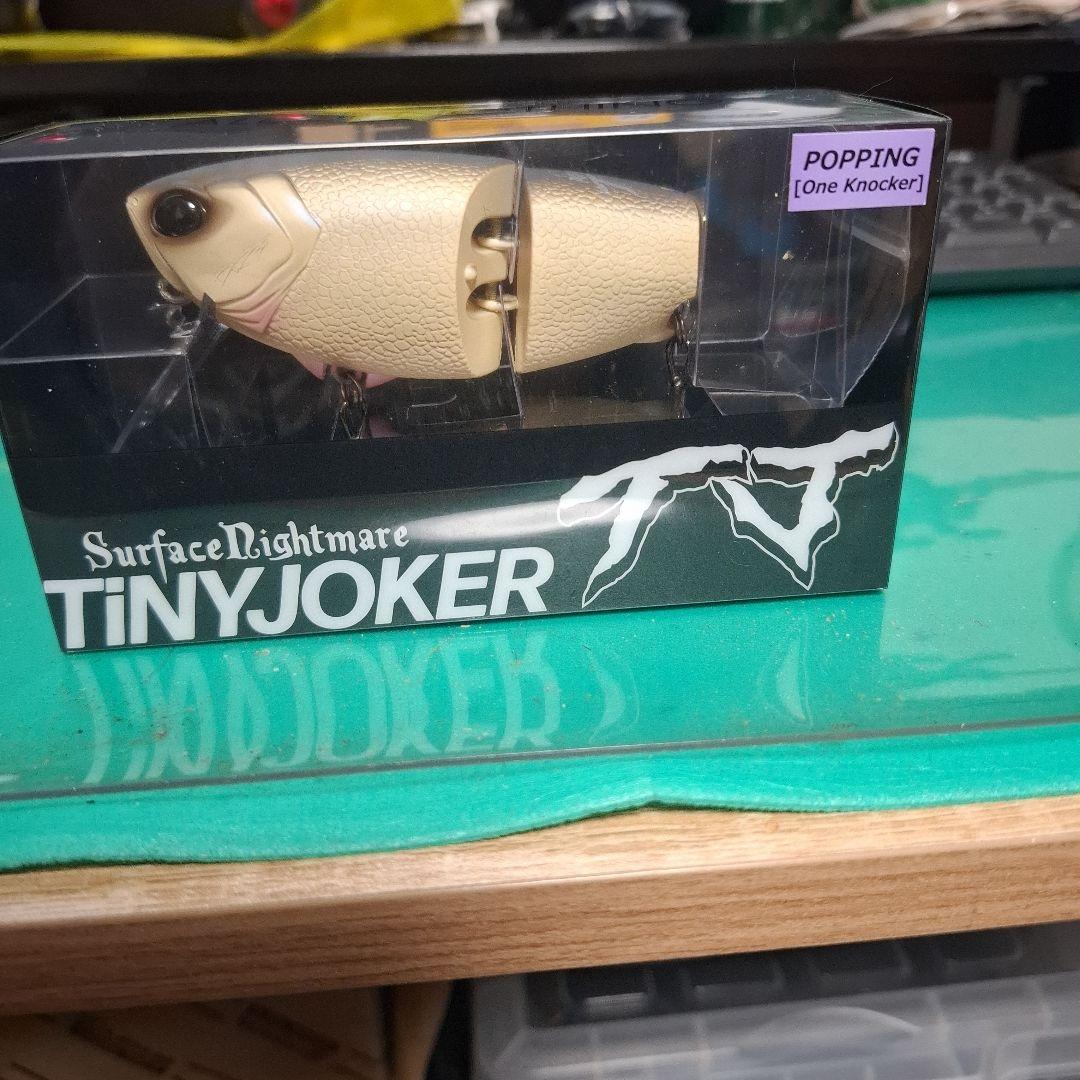 POPPING
[One Knocker]
TJ
SurfaceNightmare
TiNYJOKER